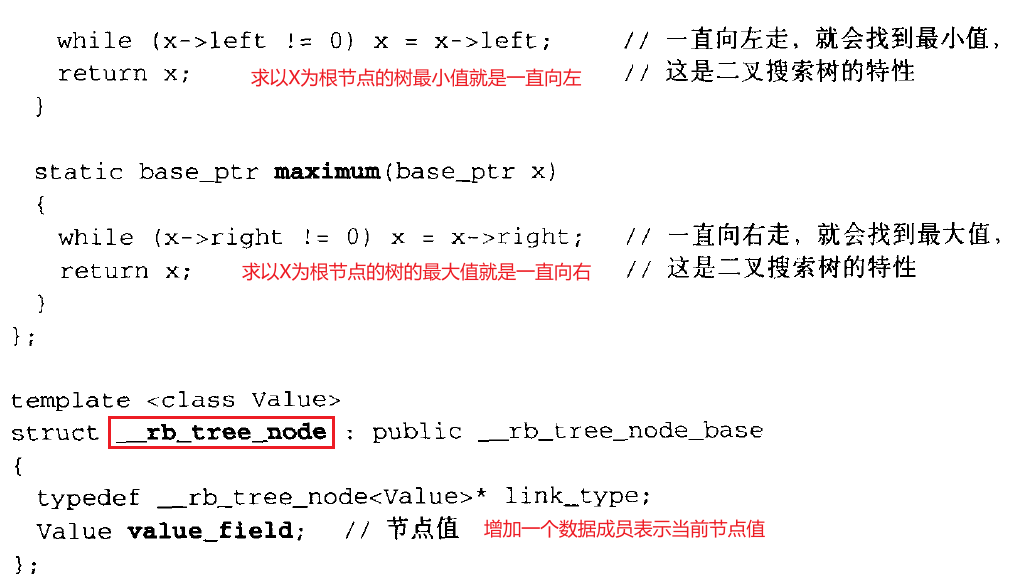 while (x->left != 0) x = x->left;    // 一直向左走，就会找到最小值，
return x;    求以X为根节点的树最小值就是一直向左    // 这是二叉搜索树的特性
}
static base_ptr maximum(base_ptr x)
{
while (x->right != 0) x = x->right;    // 一直向右走，就会找到最大值，
return x;    求以X为根节点的树的最大值就是一直向右    // 这是二叉搜索树的特性
}
};
template <class Value>
struct __rb_tree_node : public __rb_tree_node_base
{
typedef __rb_tree_node<Value>* link_type;
Value value_field;    // 节点值    增加一个数据成员表示当前节点值
};